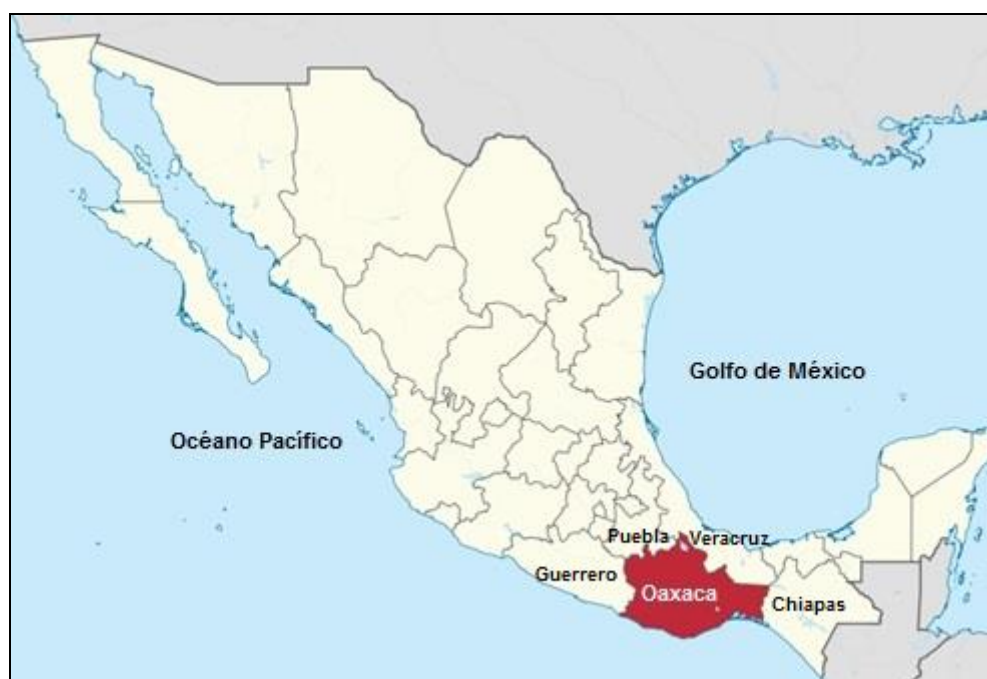 Golfo de México
Océano Pacífico
Puebla
Veracruz
Guerrero
Oaxaca
Chiapas